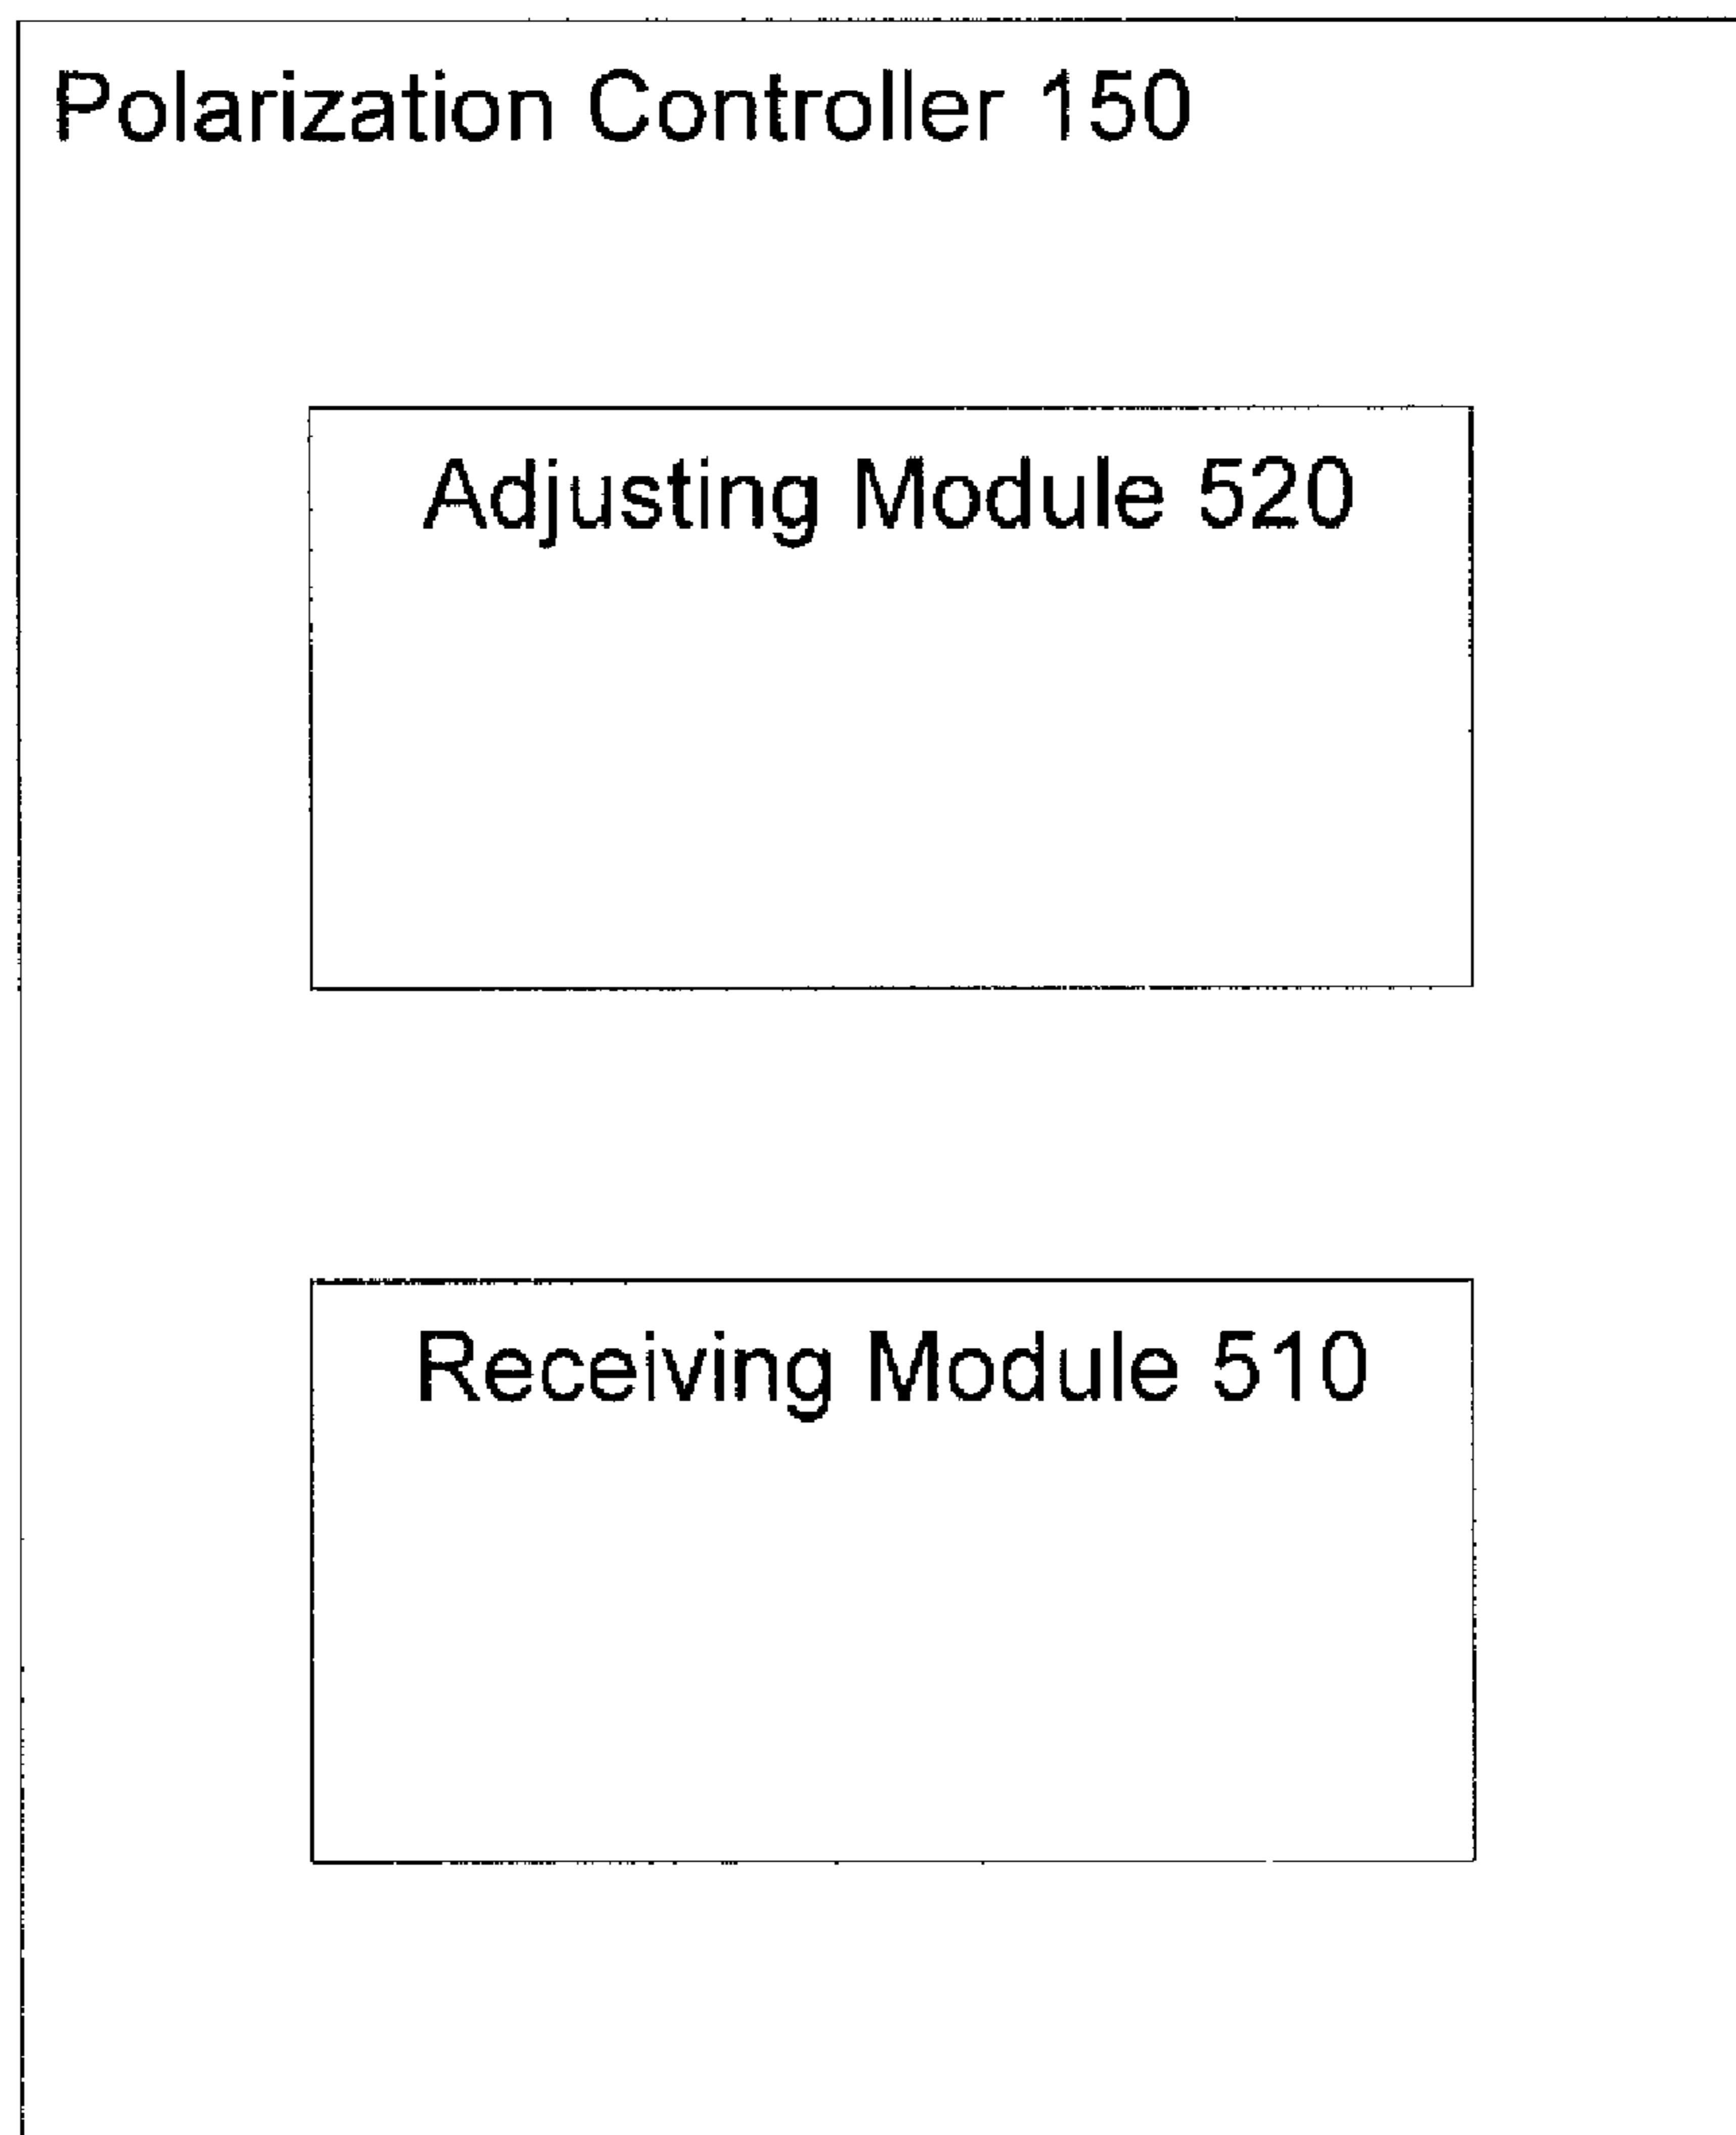 Polarization Controller 150
Adjusting Module 520
Receiving Module 510